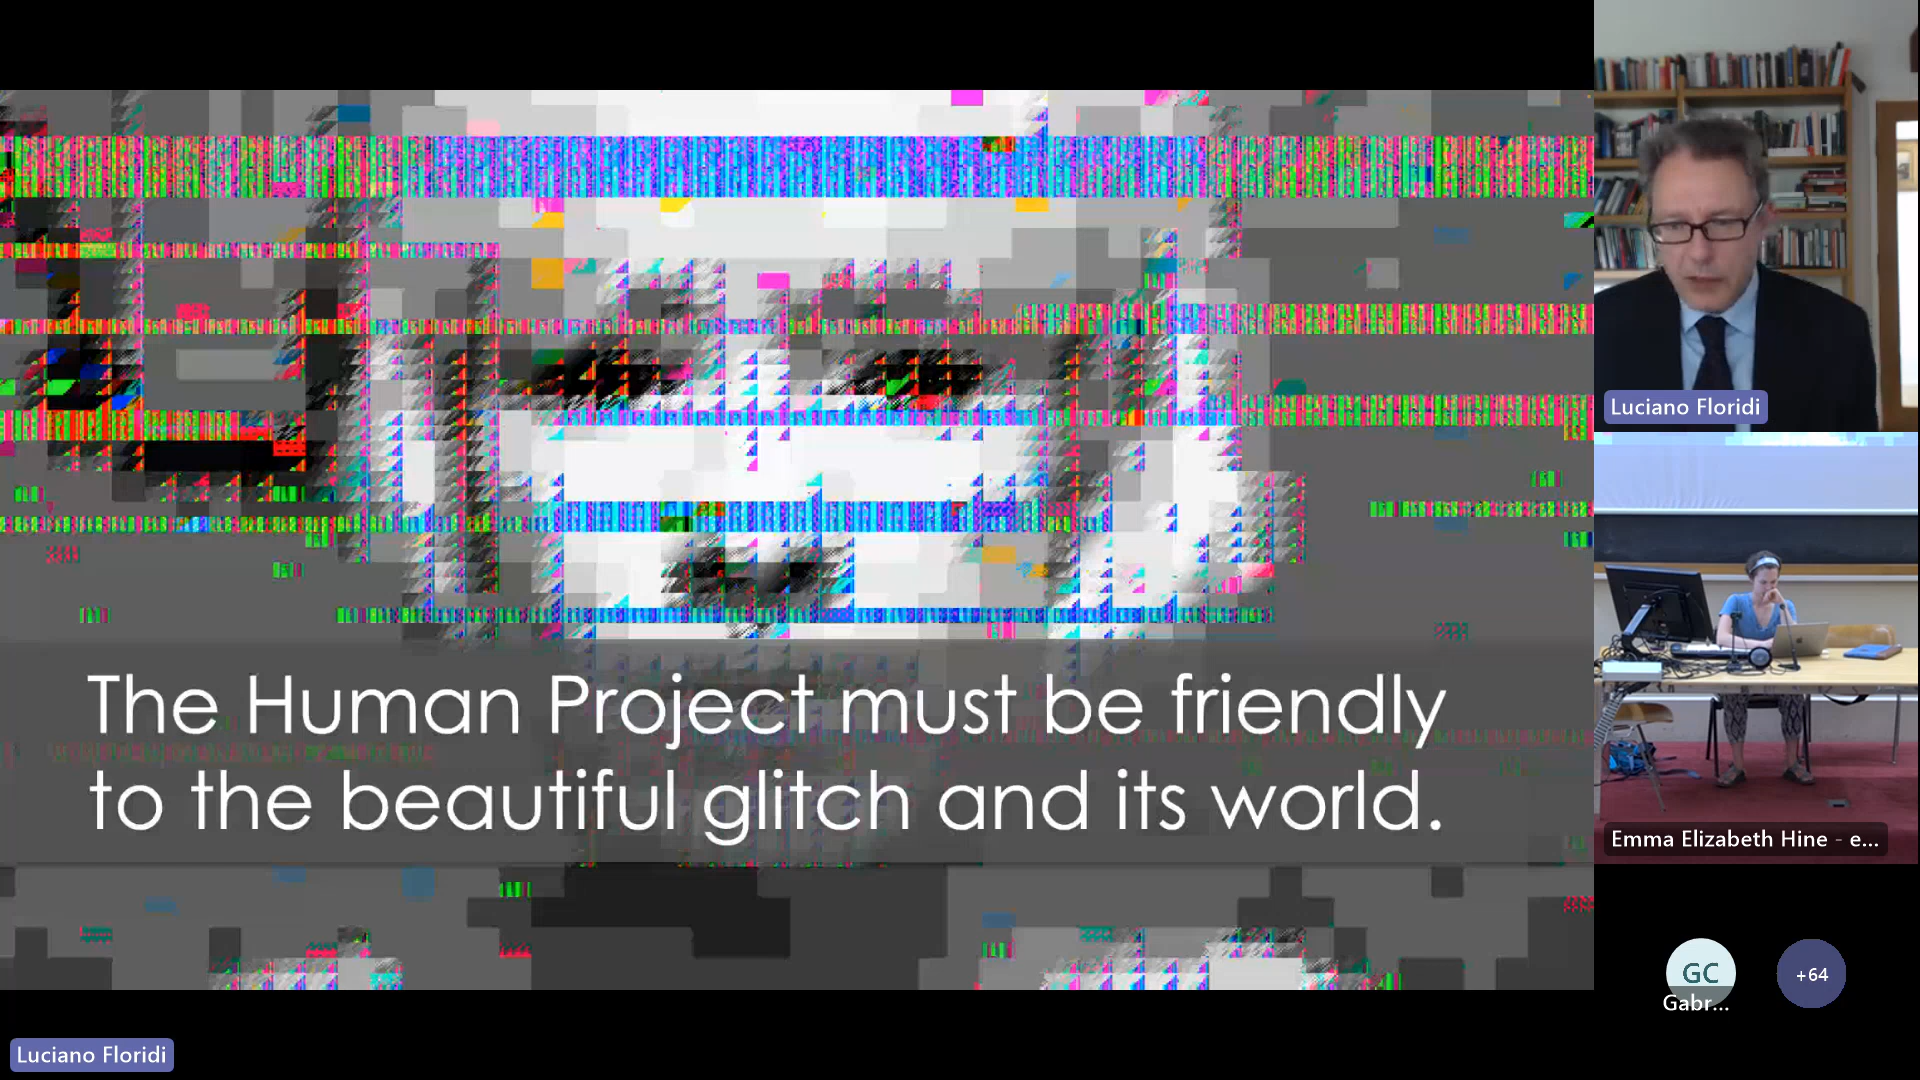 The Human Project must be friendly
to the beautiful glitch and its world.
Luciano Floridi
Emma Elizabeth Hine - e...
GC
Gabr...
+64
Luciano Floridi